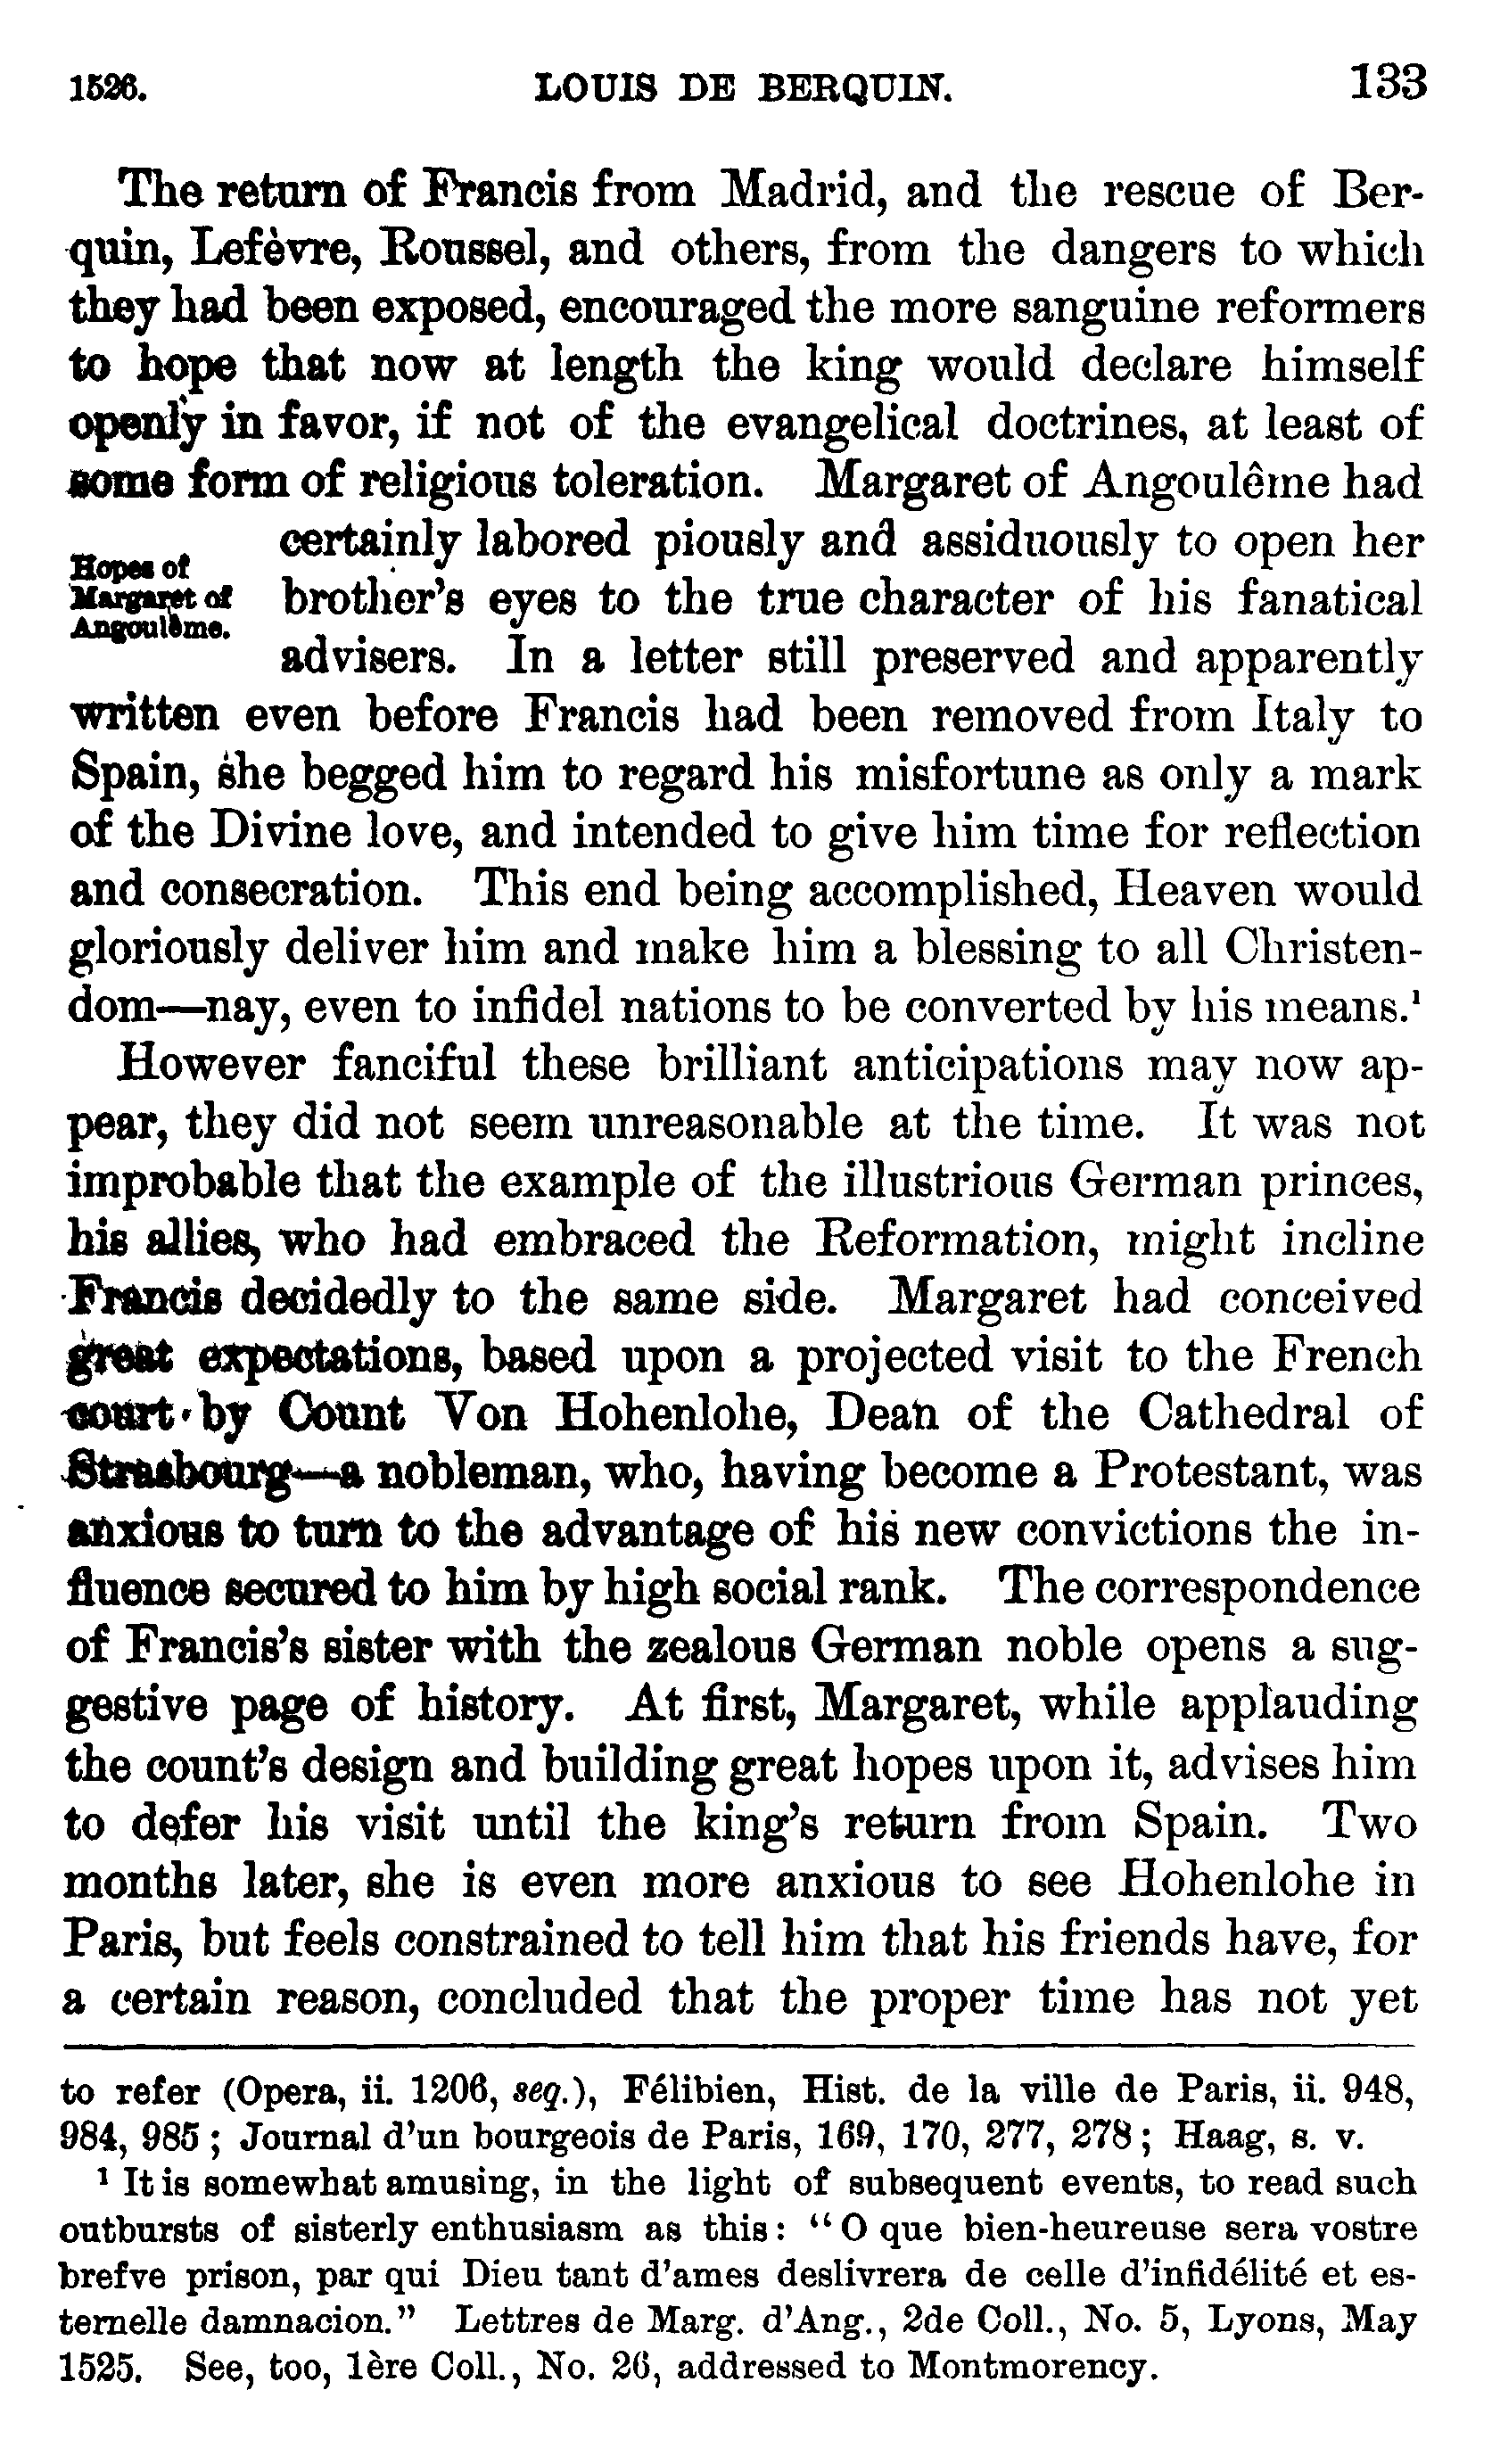 1526. LOUIS DE BERQUIN. 133
The return of Francis from Madrid, and the rescue of Ber-
quin, Lefèvre, Roussel, and others, from the dangers to which
they had been exposed, encouraged the more sanguine reformers
to hope that now at length the king would declare himself
openly in favor, if not of the evangelical doctrines, at least of
some form of religious toleration. Margaret of Angoulême had
Hopes of
Margaret of
Angoulême.
certainly labored piously and assiduously to open her
brother's eyes to the true character of his fanatical
advisers. In a letter still preserved and apparently
written even before Francis had been removed from Italy to
Spain, she begged him to regard his misfortune as only a mark
of the Divine love, and intended to give him time for reflection
and consecration. This end being accomplished, Heaven would
gloriously deliver him and make him a blessing to all Christen-
dom—nay, even to infidel nations to be converted by his means.¹
However fanciful these brilliant anticipations may now ap-
pear, they did not seem unreasonable at the time. It was not
improbable that the example of the illustrious German princes,
his allies, who had embraced the Reformation, might incline
Francis decidedly to the same side. Margaret had conceived
great expectations, based upon a projected visit to the French
court by Count Von Hohenlohe, Dean of the Cathedral of
Strasbourg—a nobleman, who, having become a Protestant, was
anxious to turn to the advantage of his new convictions the in-
fluence secured to him by high social rank. The correspondence
of Francis's sister with the zealous German noble opens a sug-
gestive page of history. At first, Margaret, while applauding
the count's design and building great hopes upon it, advises him
to defer his visit until the king's return from Spain. Two
months later, she is even more anxious to see Hohenlohe in
Paris, but feels constrained to tell him that his friends have, for
a certain reason, concluded that the proper time has not yet
to refer (Opera, ii. 1206, seq.), Félibien, Hist. de la ville de Paris, ii. 948,
984, 985; Journal d'un bourgeois de Paris, 169, 170, 277, 278; Haag, s. v.
¹ It is somewhat amusing, in the light of subsequent events, to read such
outbursts of sisterly enthusiasm as this: "O que bien-heureuse sera vostre
brefve prison, par qui Dieu tant d'ames deslivrera de celle d'infidélité et es-
ternelle damnacion." Lettres de Marg. d'Ang., 2de Coll., No. 5, Lyons, May
1525. See, too, 1ère Coll., No. 26, addressed to Montmorency.